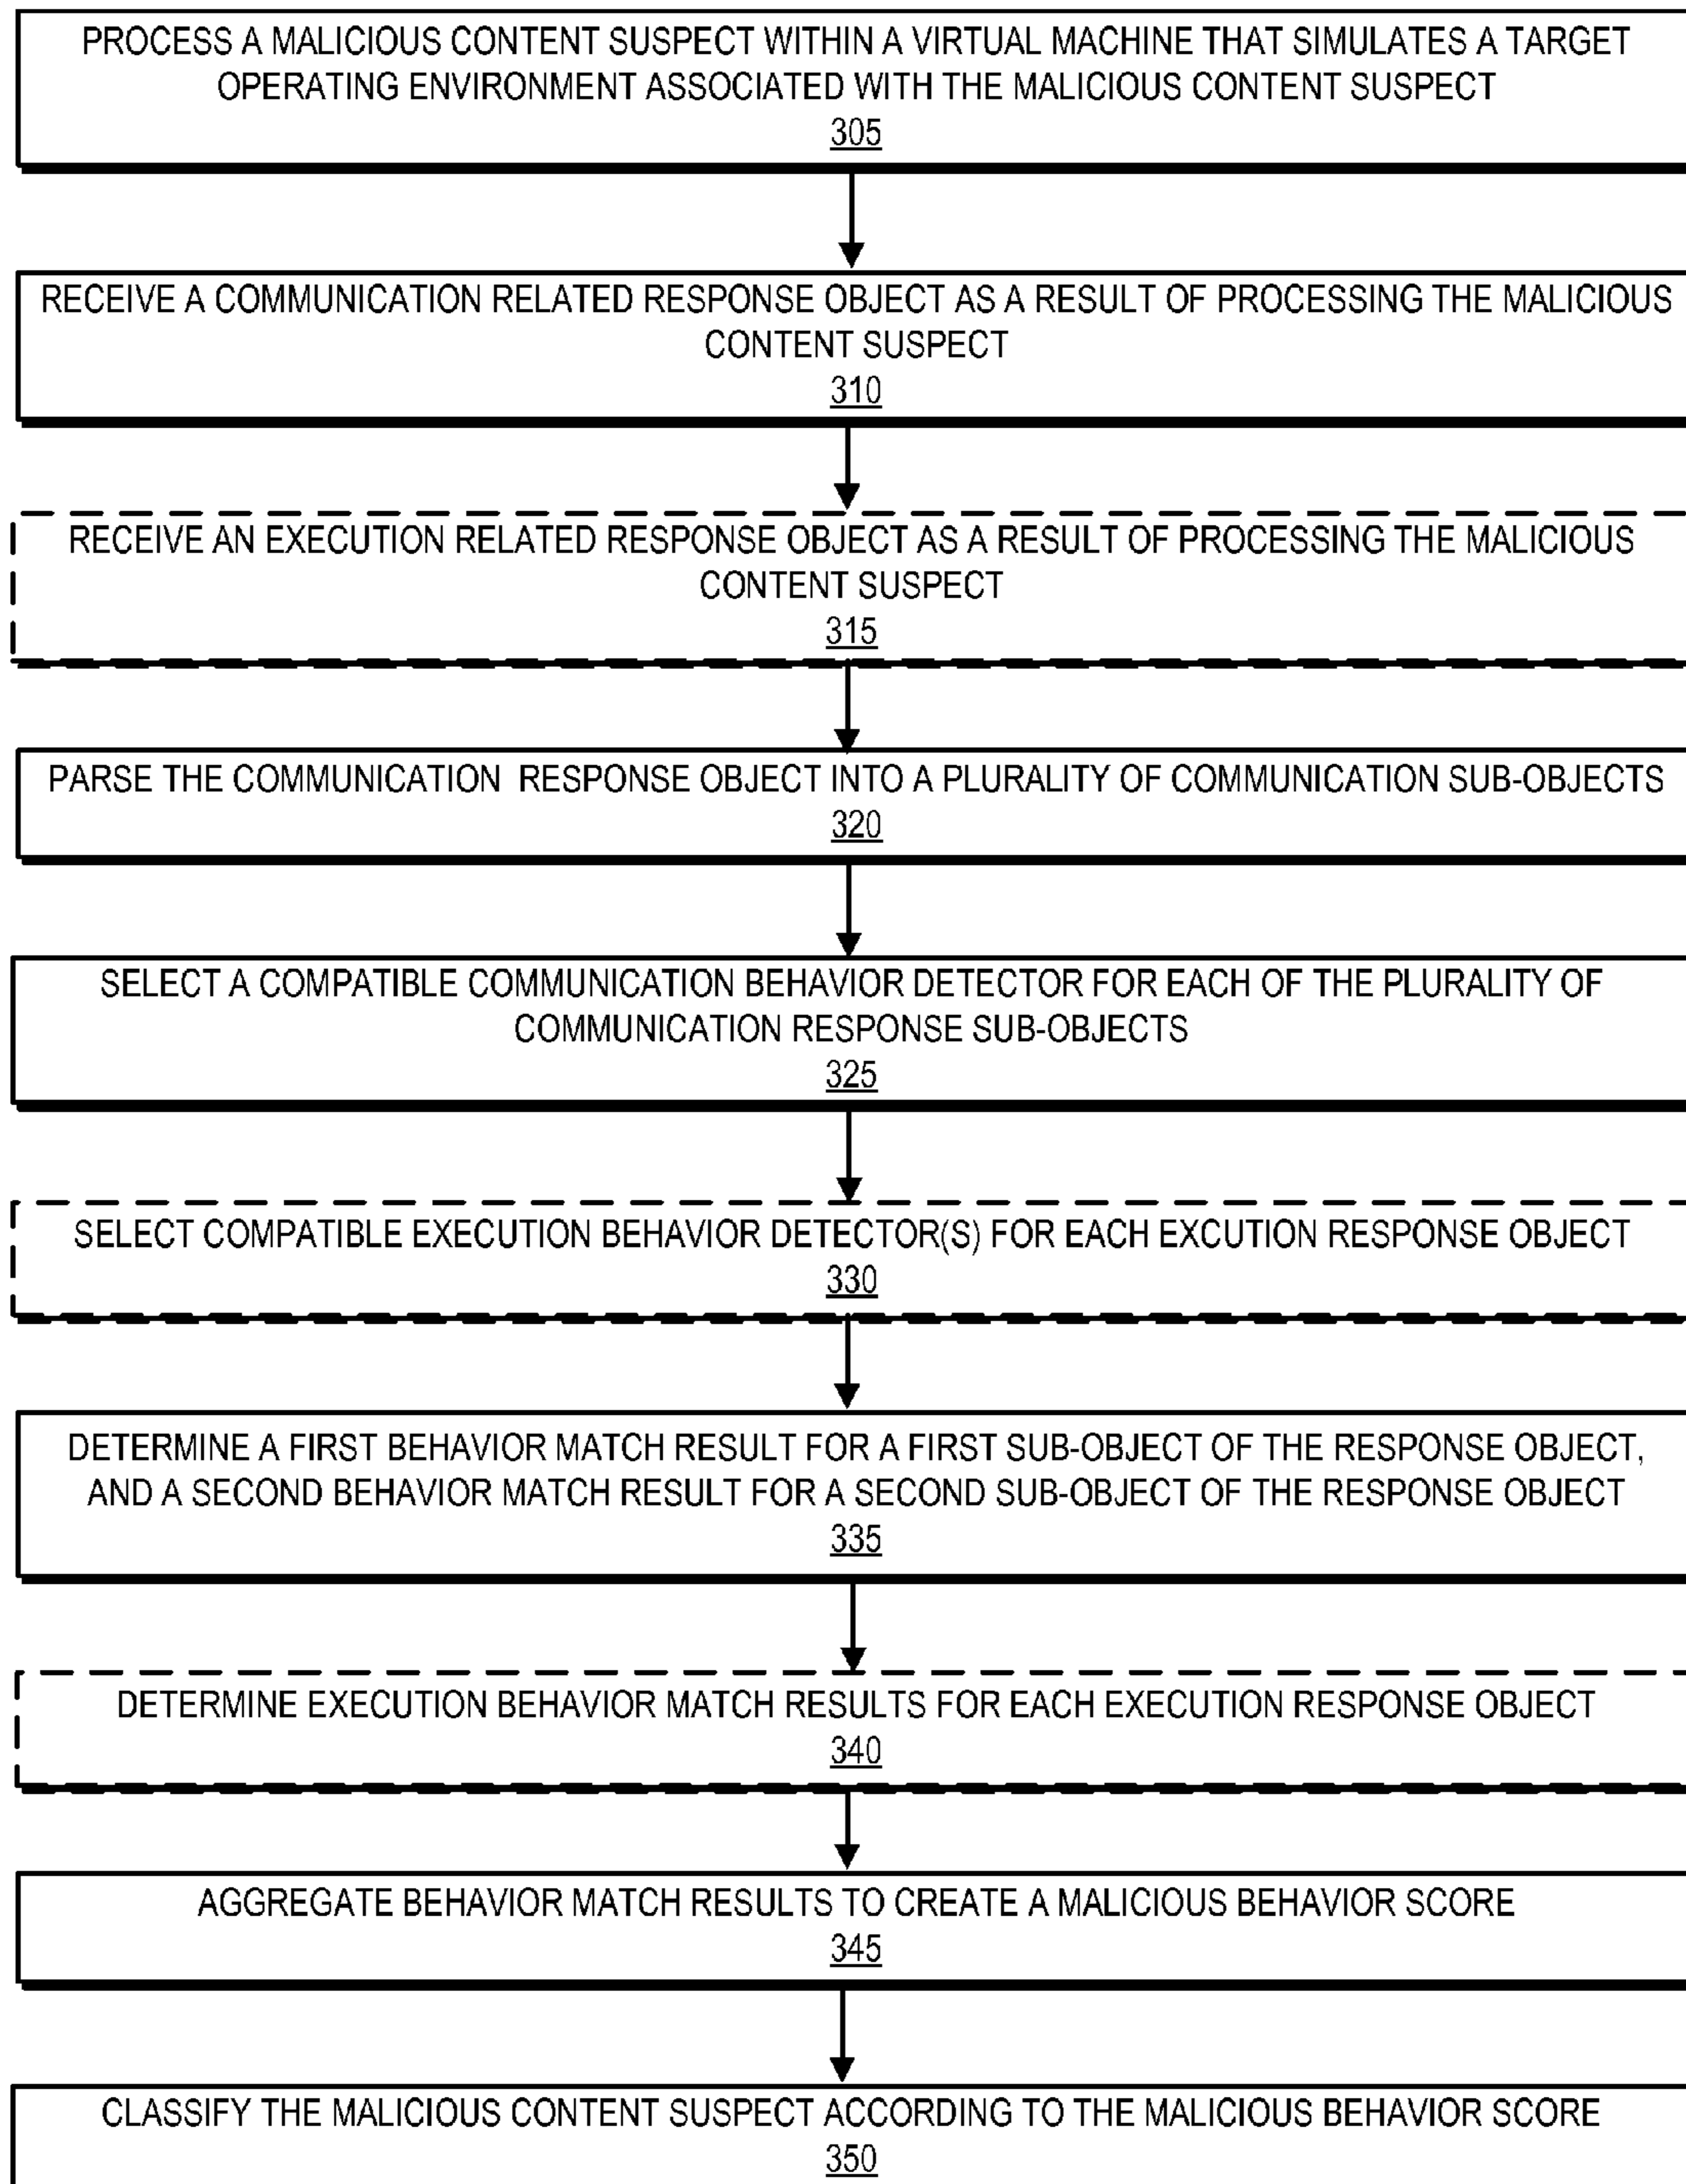 PROCESS A MALICIOUS CONTENT SUSPECT WITHIN A VIRTUAL MACHINE THAT SIMULATES A TARGET
OPERATING ENVIRONMENT ASSOCIATED WITH THE MALICIOUS CONTENT SUSPECT
305
RECEIVE A COMMUNICATION RELATED RESPONSE OBJECT AS A RESULT OF PROCESSING THE MALICIOUS
CONTENT SUSPECT
310
RECEIVE AN EXECUTION RELATED RESPONSE OBJECT AS A RESULT OF PROCESSING THE MALICIOUS
CONTENT SUSPECT
315
PARSE THE COMMUNICATION RESPONSE OBJECT INTO A PLURALITY OF COMMUNICATION SUB-OBJECTS
320
SELECT A COMPATIBLE COMMUNICATION BEHAVIOR DETECTOR FOR EACH OF THE PLURALITY OF
COMMUNICATION RESPONSE SUB-OBJECTS
325
SELECT COMPATIBLE EXECUTION BEHAVIOR DETECTOR(S) FOR EACH EXCUTION RESPONSE OBJECT
330
DETERMINE A FIRST BEHAVIOR MATCH RESULT FOR A FIRST SUB-OBJECT OF THE RESPONSE OBJECT,
AND A SECOND BEHAVIOR MATCH RESULT FOR A SECOND SUB-OBJECT OF THE RESPONSE OBJECT
335
DETERMINE EXECUTION BEHAVIOR MATCH RESULTS FOR EACH EXECUTION RESPONSE OBJECT
340
AGGREGATE BEHAVIOR MATCH RESULTS TO CREATE A MALICIOUS BEHAVIOR SCORE
345
CLASSIFY THE MALICIOUS CONTENT SUSPECT ACCORDING TO THE MALICIOUS BEHAVIOR SCORE
350